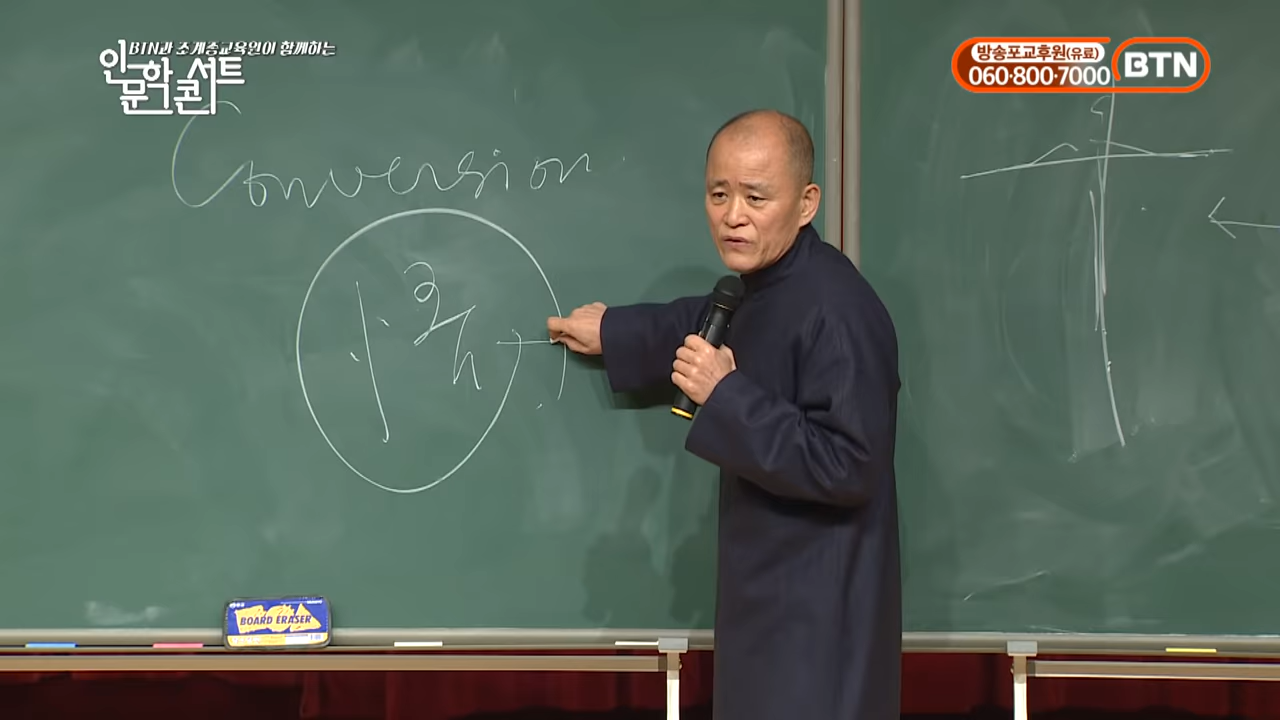 BTN과 조계종교육원이 함께하는
인문학 콘서트
방송포교후원(유료)
060·800·7000
BTN
Conversion
BOARD ERASER